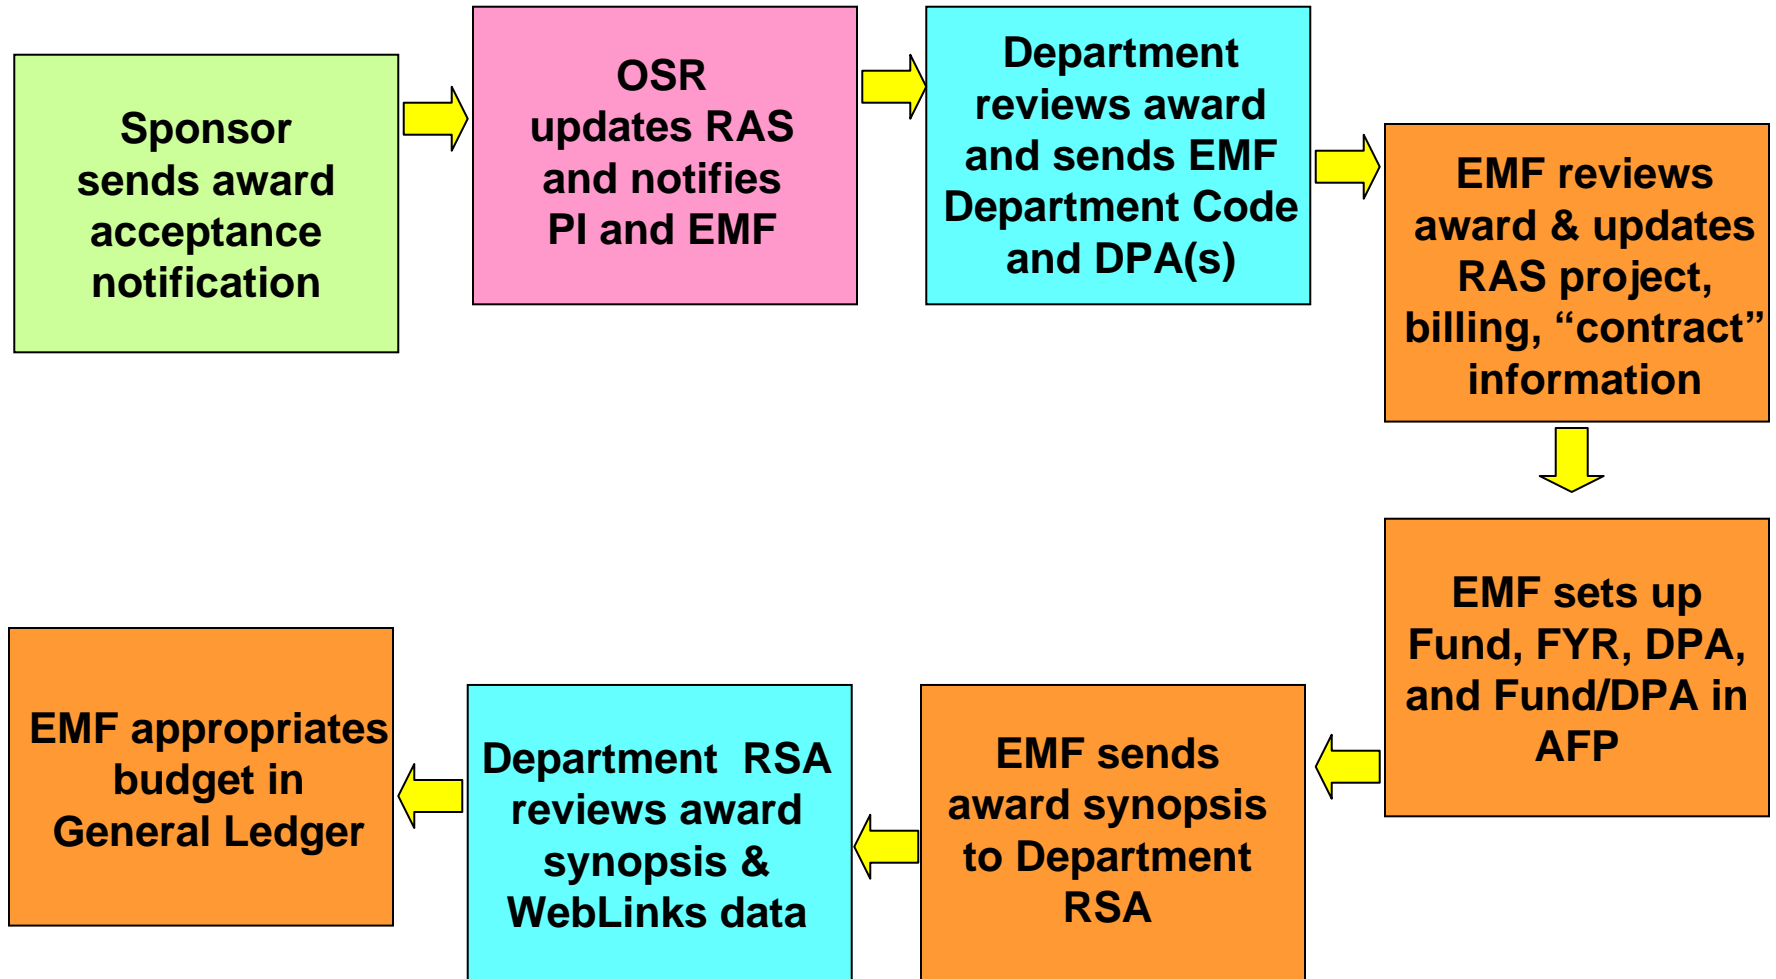 Sponsor
sends award
acceptance
notification
OSR
updates RAS
and notifies
PI and EMF
Department
reviews award
and sends EMF
Department Code
and DPA(s)
EMF reviews
award & updates
RAS project,
billing, “contract”
information
EMF sets up
Fund, FYR, DPA,
and Fund/DPA in
AFP
EMF sends
award synopsis
to Department
RSA
Department RSA
reviews award
synopsis &
WebLinks data
EMF appropriates
budget in
General Ledger